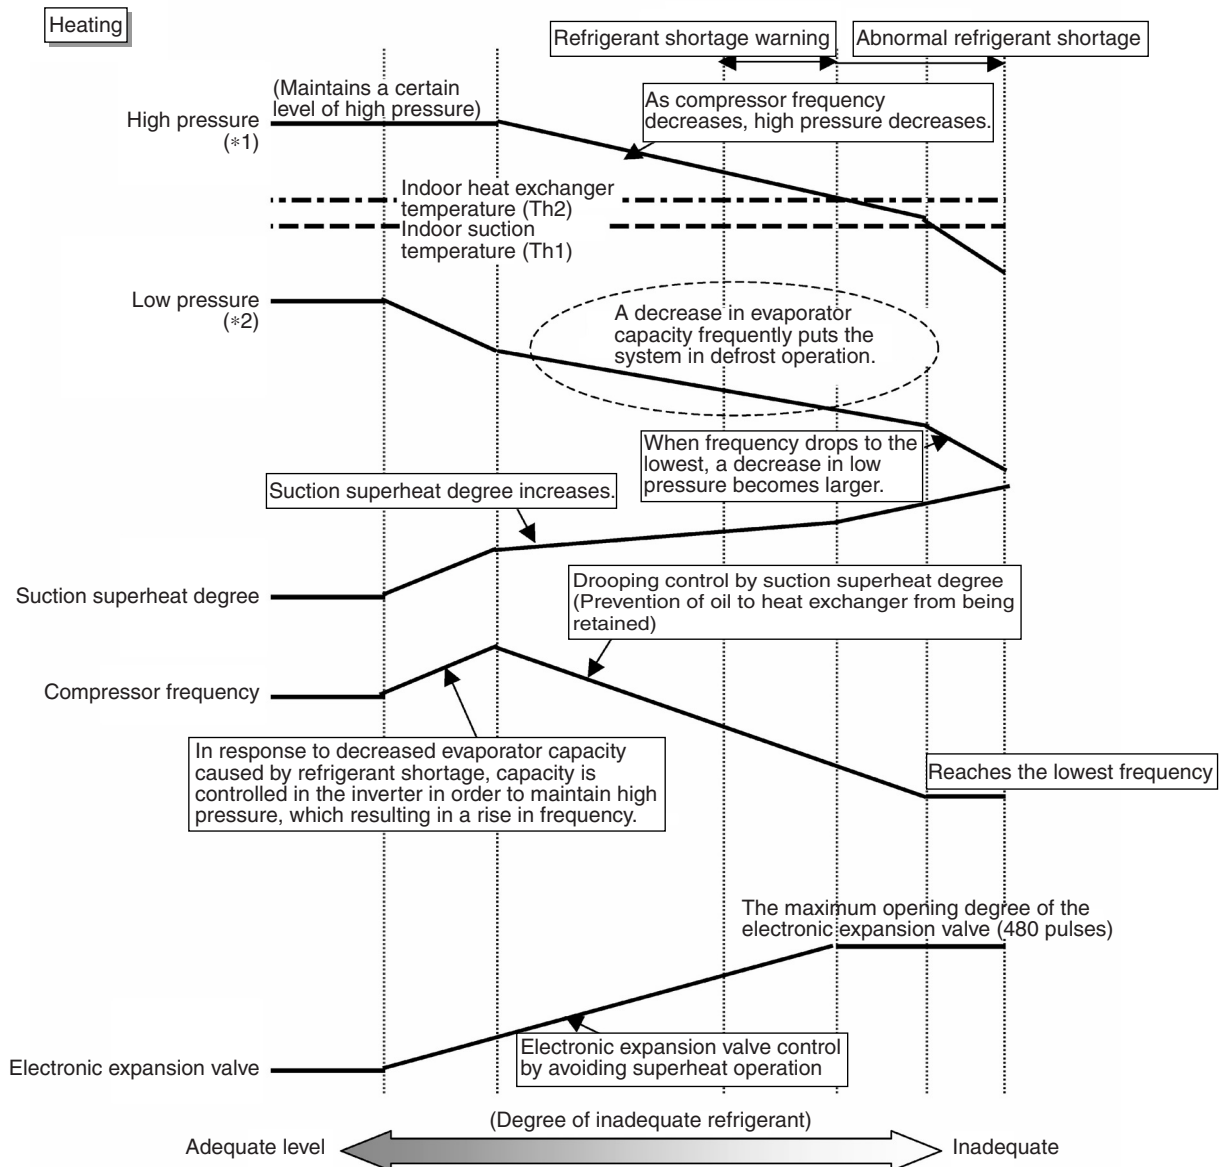 Heating
Refrigerant shortage warning
Abnormal refrigerant shortage
(Maintains a certain
level of high pressure)
As compressor frequency
decreases, high pressure decreases.
High pressure
(*1)
Indoor heat exchanger
temperature (Th2)
Indoor suction
temperature (Th1)
Low pressure
(*2)
A decrease in evaporator
capacity frequently puts the
system in defrost operation.
When frequency drops to the
lowest, a decrease in low
pressure becomes larger.
Suction superheat degree increases.
Suction superheat degree
Drooping control by suction superheat degree
(Prevention of oil to heat exchanger from being
retained)
Compressor frequency
In response to decreased evaporator capacity
caused by refrigerant shortage, capacity is
controlled in the inverter in order to maintain high
pressure, which resulting in a rise in frequency.
Reaches the lowest frequency
The maximum opening degree of the
electronic expansion valve (480 pulses)
Electronic expansion valve control
by avoiding superheat operation
Electronic expansion valve
(Degree of inadequate refrigerant)
Adequate level
Inadequate